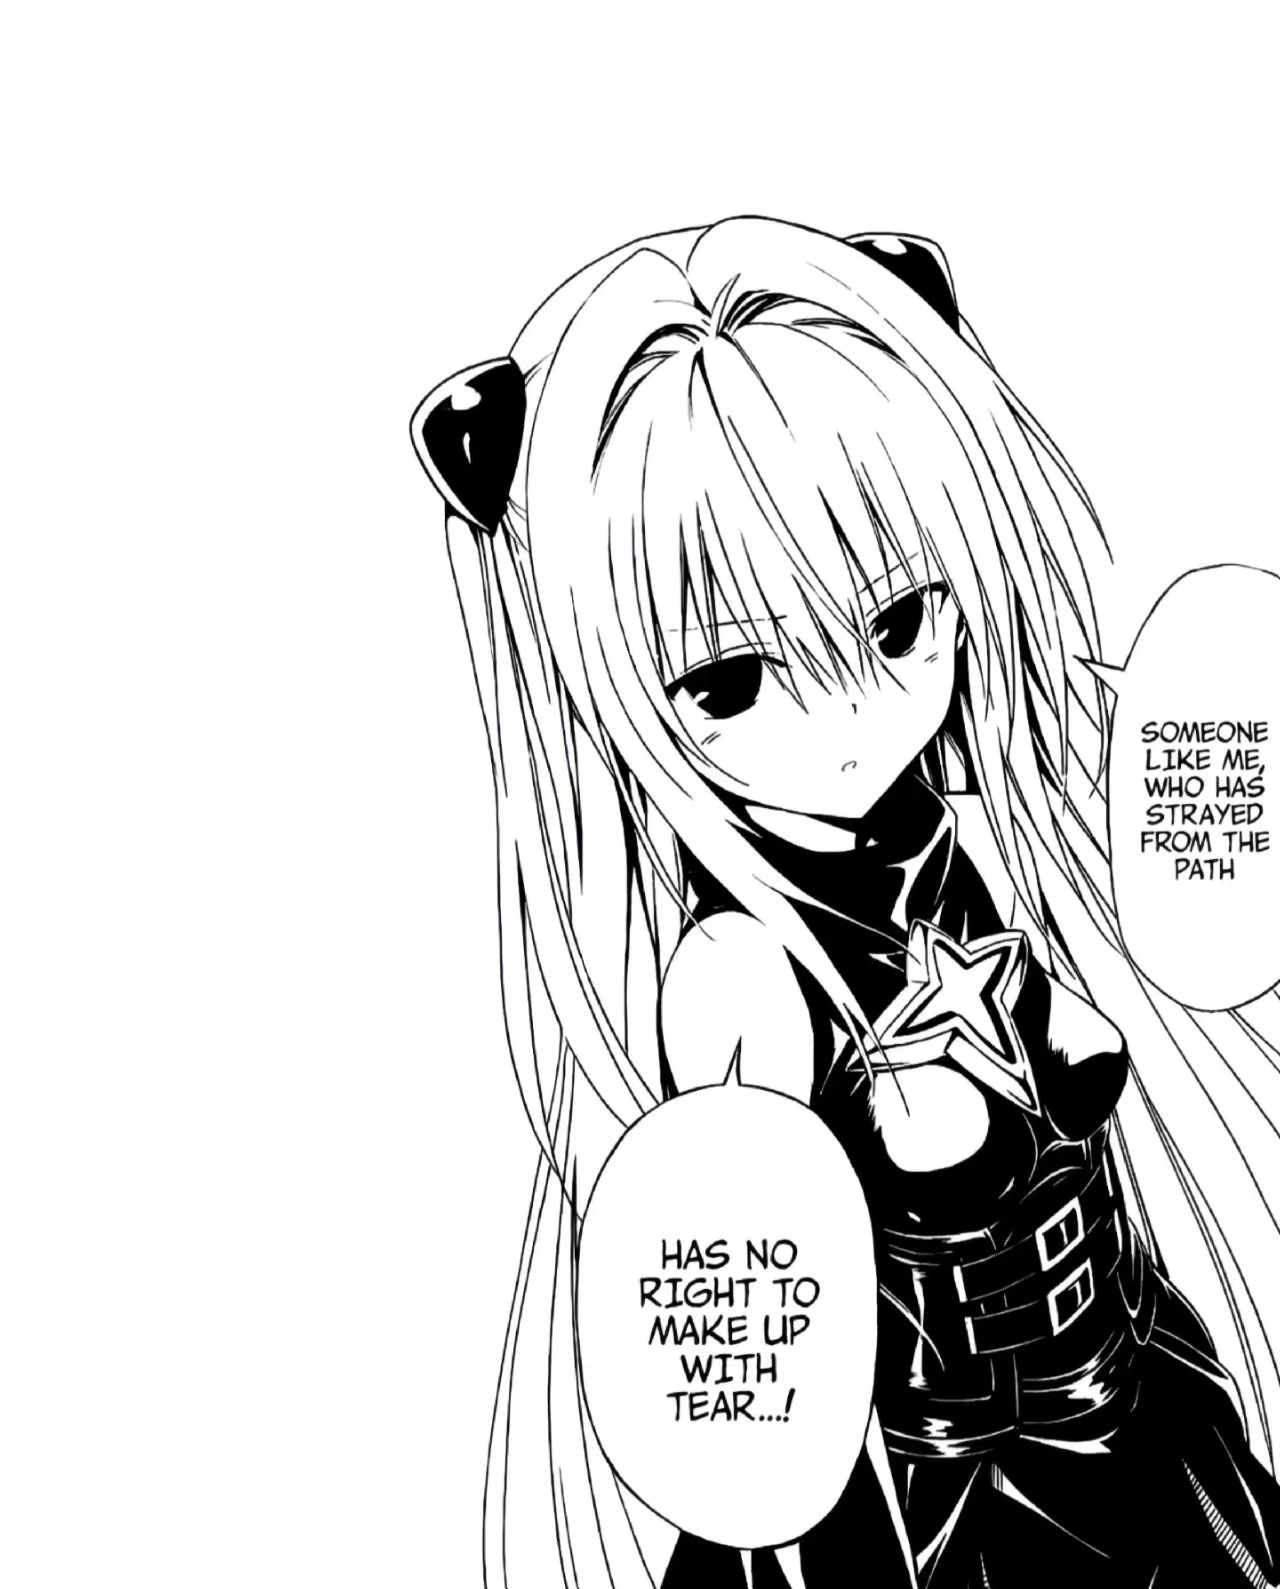 SOMEONE
LIKE ME,
WHO HAS
STRAYED
FROM THE
PATH
HAS NO
RIGHT TO
MAKE UP
WITH
TEAR...!